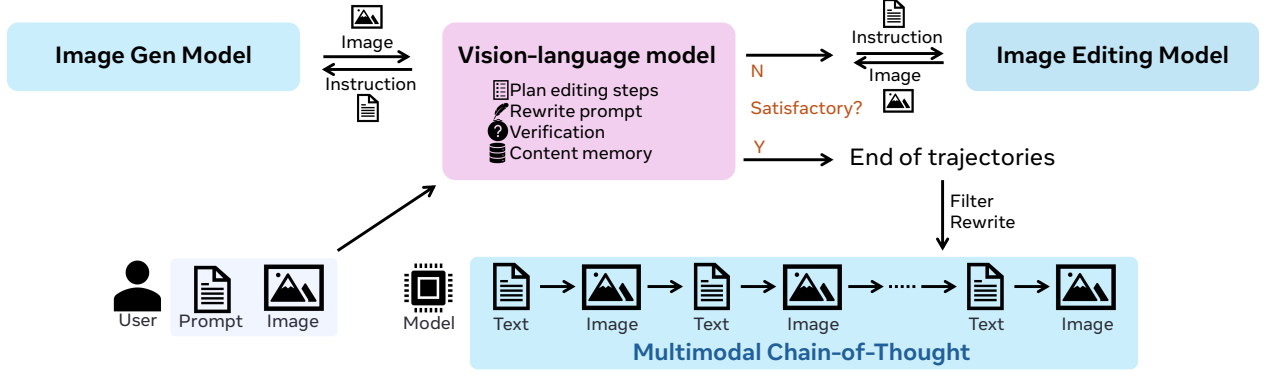 Image Gen Model
Image
Instruction
Vision-language model
Plan editing steps
Rewrite prompt
Verification
Content memory
N
Satisfactory?
Y
Instruction
Image
Image Editing Model
End of trajectories
Filter
Rewrite
User
Prompt
Image
Model
Text
Image
Text
Image
Text
Image
Multimodal Chain-of-Thought